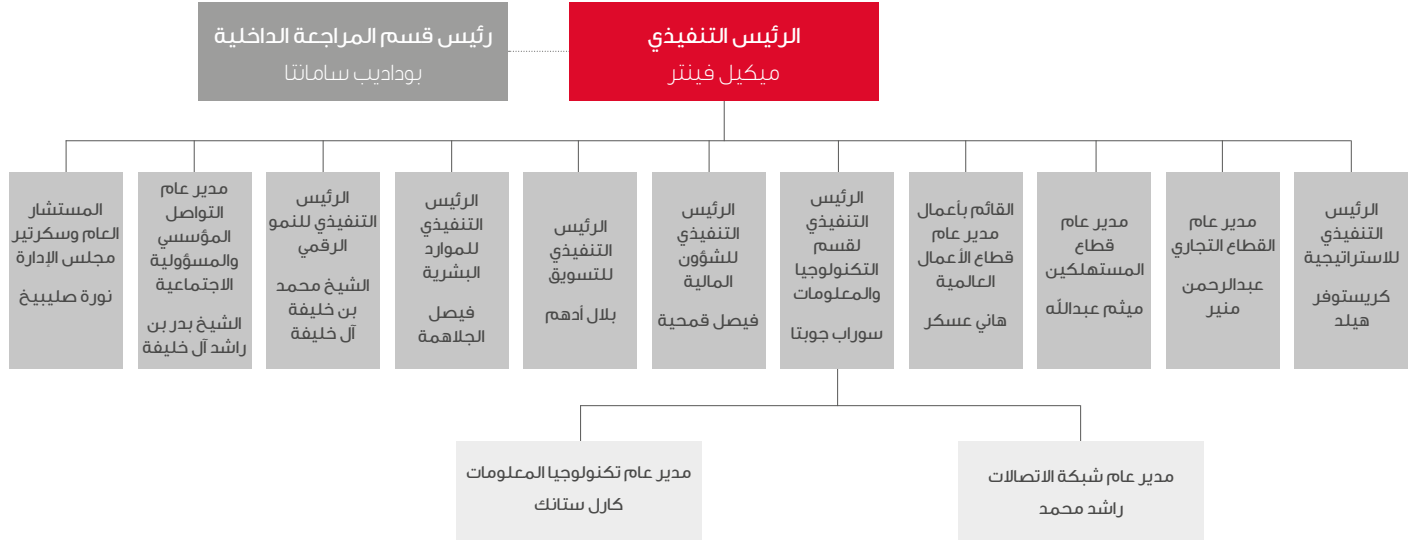 الرئيس التنفيذي
ميكيل فينتر
رئيس قسم المراجعة الداخلية
بوداديب سامانتا
الرئيس
التنفيذي
للاستراتيجية
كريستوفر
هيلد
مدير عام
القطاع التجاري
عبدالرحمن
منير
مدير عام
قطاع
المستهلكين
ميثم عبدالله
القائم بأعمال
مدير عام
قطاع الأعمال
العالمية
هاني عسكر
الرئيس
التنفيذي
لقسم
التكنولوجيا
والمعلومات
سوراب جوبتا
الرئيس
التنفيذي
للشؤون
المالية
فيصل قمحية
الرئيس
التنفيذي
للتسويق
بلال أدهم
الرئيس
التنفيذي
للموارد
البشرية
فيصل
الجلاهمة
الرئيس
التنفيذي للنمو
الرقمي
الشيخ محمد
بن خليفة
آل خليفة
مدير عام
التواصل
المؤسسي
والمسؤولية
الاجتماعية
الشيخ بدر بن
راشد آل خليفة
المستشار
العام وسكرتير
مجلس الإدارة
نورة صليبيخ
مدير عام شبكة الاتصالات
راشد محمد
مدير عام تكنولوجيا المعلومات
كارل ستانك